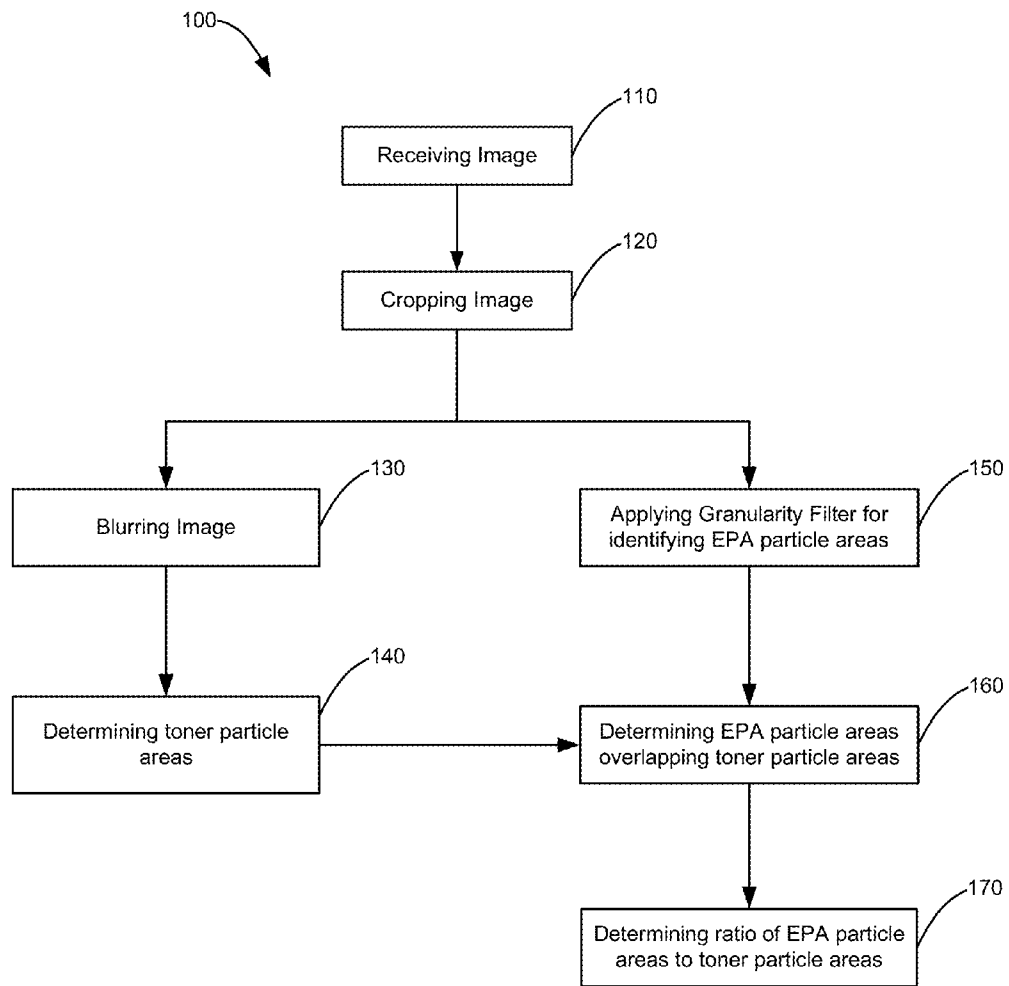 100
110
Receiving Image
120
Cropping Image
130
Blurring Image
150
Applying Granularity Filter for
identifying EPA particle areas
140
Determining toner particle
areas
160
Determining EPA particle areas
overlapping toner particle areas
170
Determining ratio of EPA particle
areas to toner particle areas